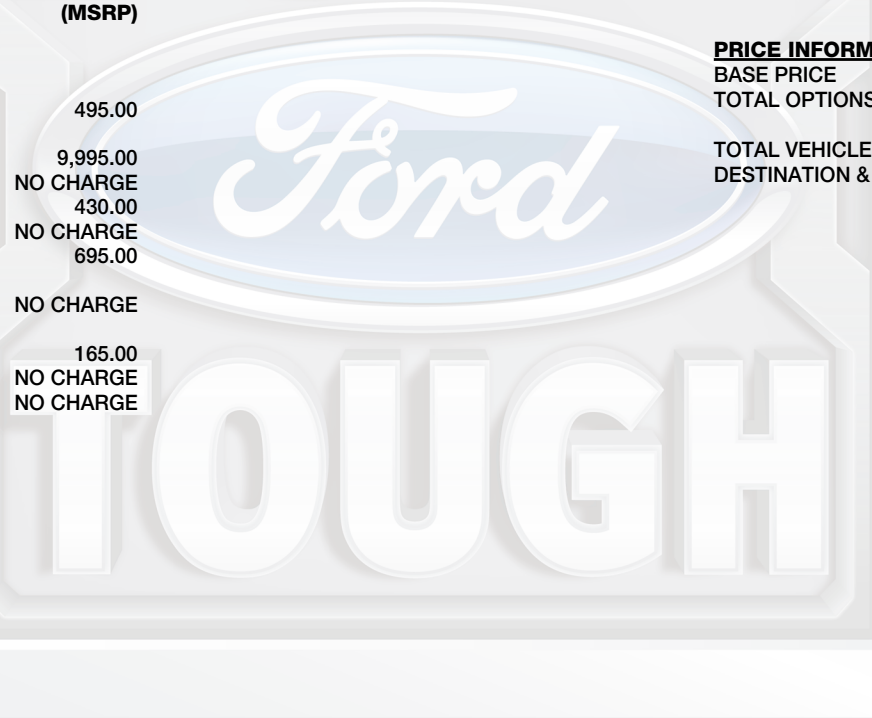 (MSRP)
495.00
9,995.00
NO CHARGE
430.00
NO CHARGE
695.00
NO CHARGE
165.00
NO CHARGE
NO CHARGE
PRICE INFORM
BASE PRICE
TOTAL OPTIONS
TOTAL VEHICLE
DESTINATION &
Ford
TOUGH